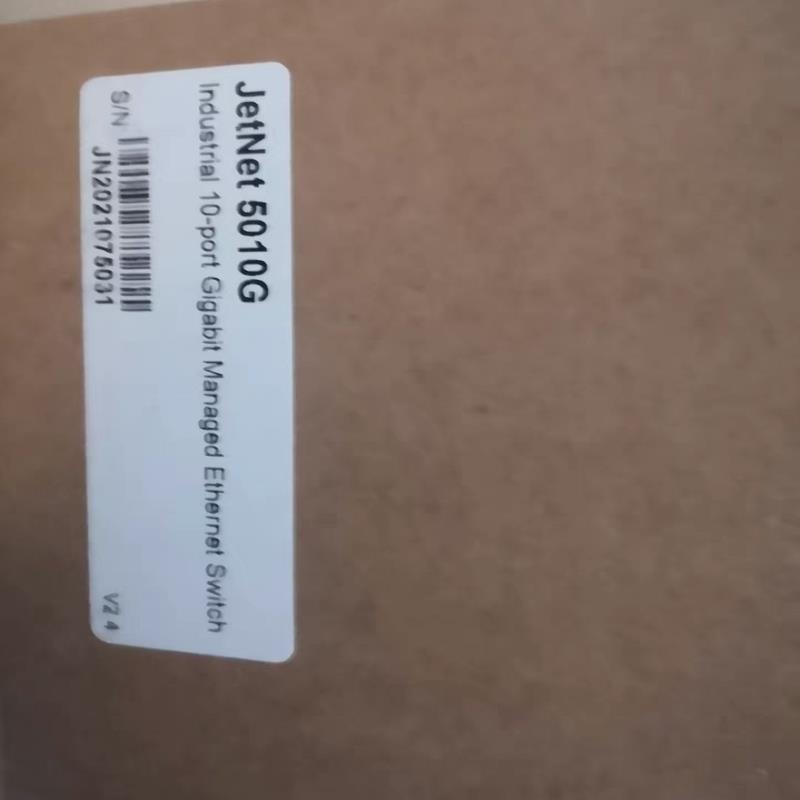 JetNet 5010G
Industrial 10-port Gigabit Managed Ethernet Switch
S/N
JN2021075031
V2.4